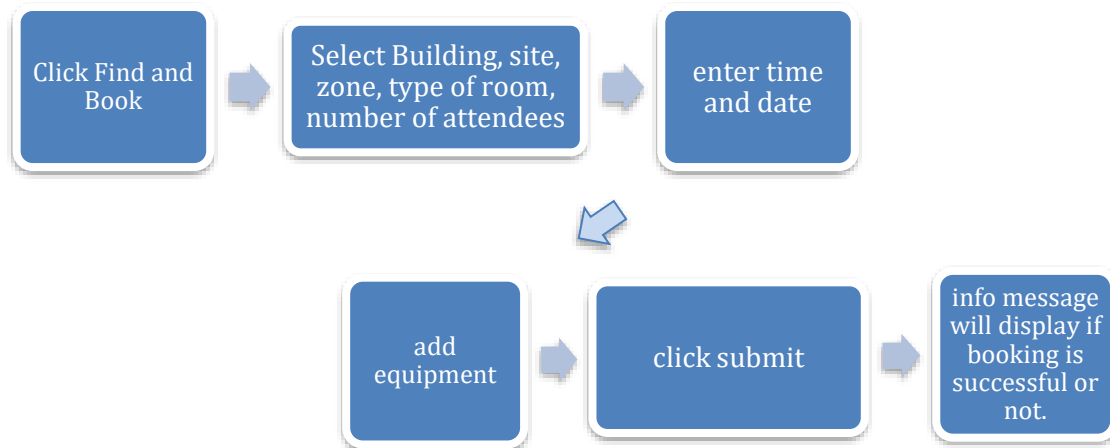 Click Find and
Book
Select Building, site,
zone, type of room,
number of attendees
enter time
and date
add
equipment
click submit
info message
will display if
booking is
successful or
not.